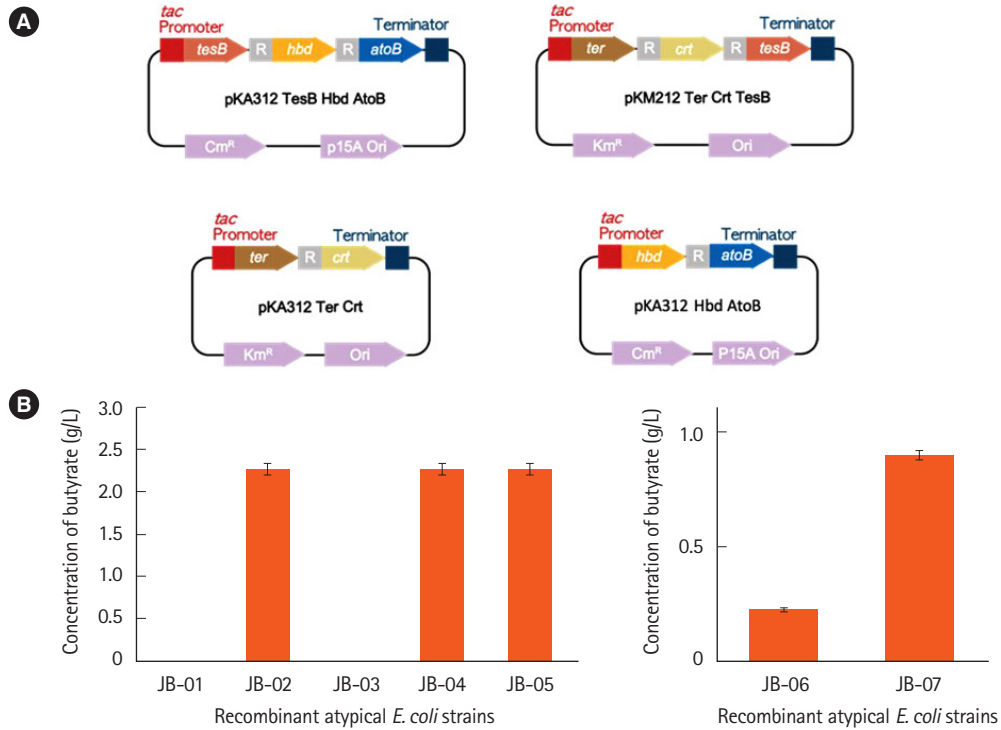 A
tac
Promoter
Terminator
tesB R hbd R atoB
pKA312 TesB Hbd AtoB
CmR p15A Ori
tac
Promoter
Terminator
ter R crt R tesB
pKM212 Ter Crt TesB
KmR Ori
tac
Promoter
Terminator
ter R crt
pKA312 Ter Crt
KmR Ori
tac
Promoter
Terminator
hbd R atoB
pKA312 Hbd AtoB
CmR P15A Ori
B
Concentration of butyrate (g/L)
3.0
2.5
2.0
1.5
1.0
0.5
0
JB-01 JB-02 JB-03 JB-04 JB-05
Recombinant atypical E. coli strains
Concentration of butyrate (g/L)
1.0
0.5
0
JB-06 JB-07
Recombinant atypical E. coli strains